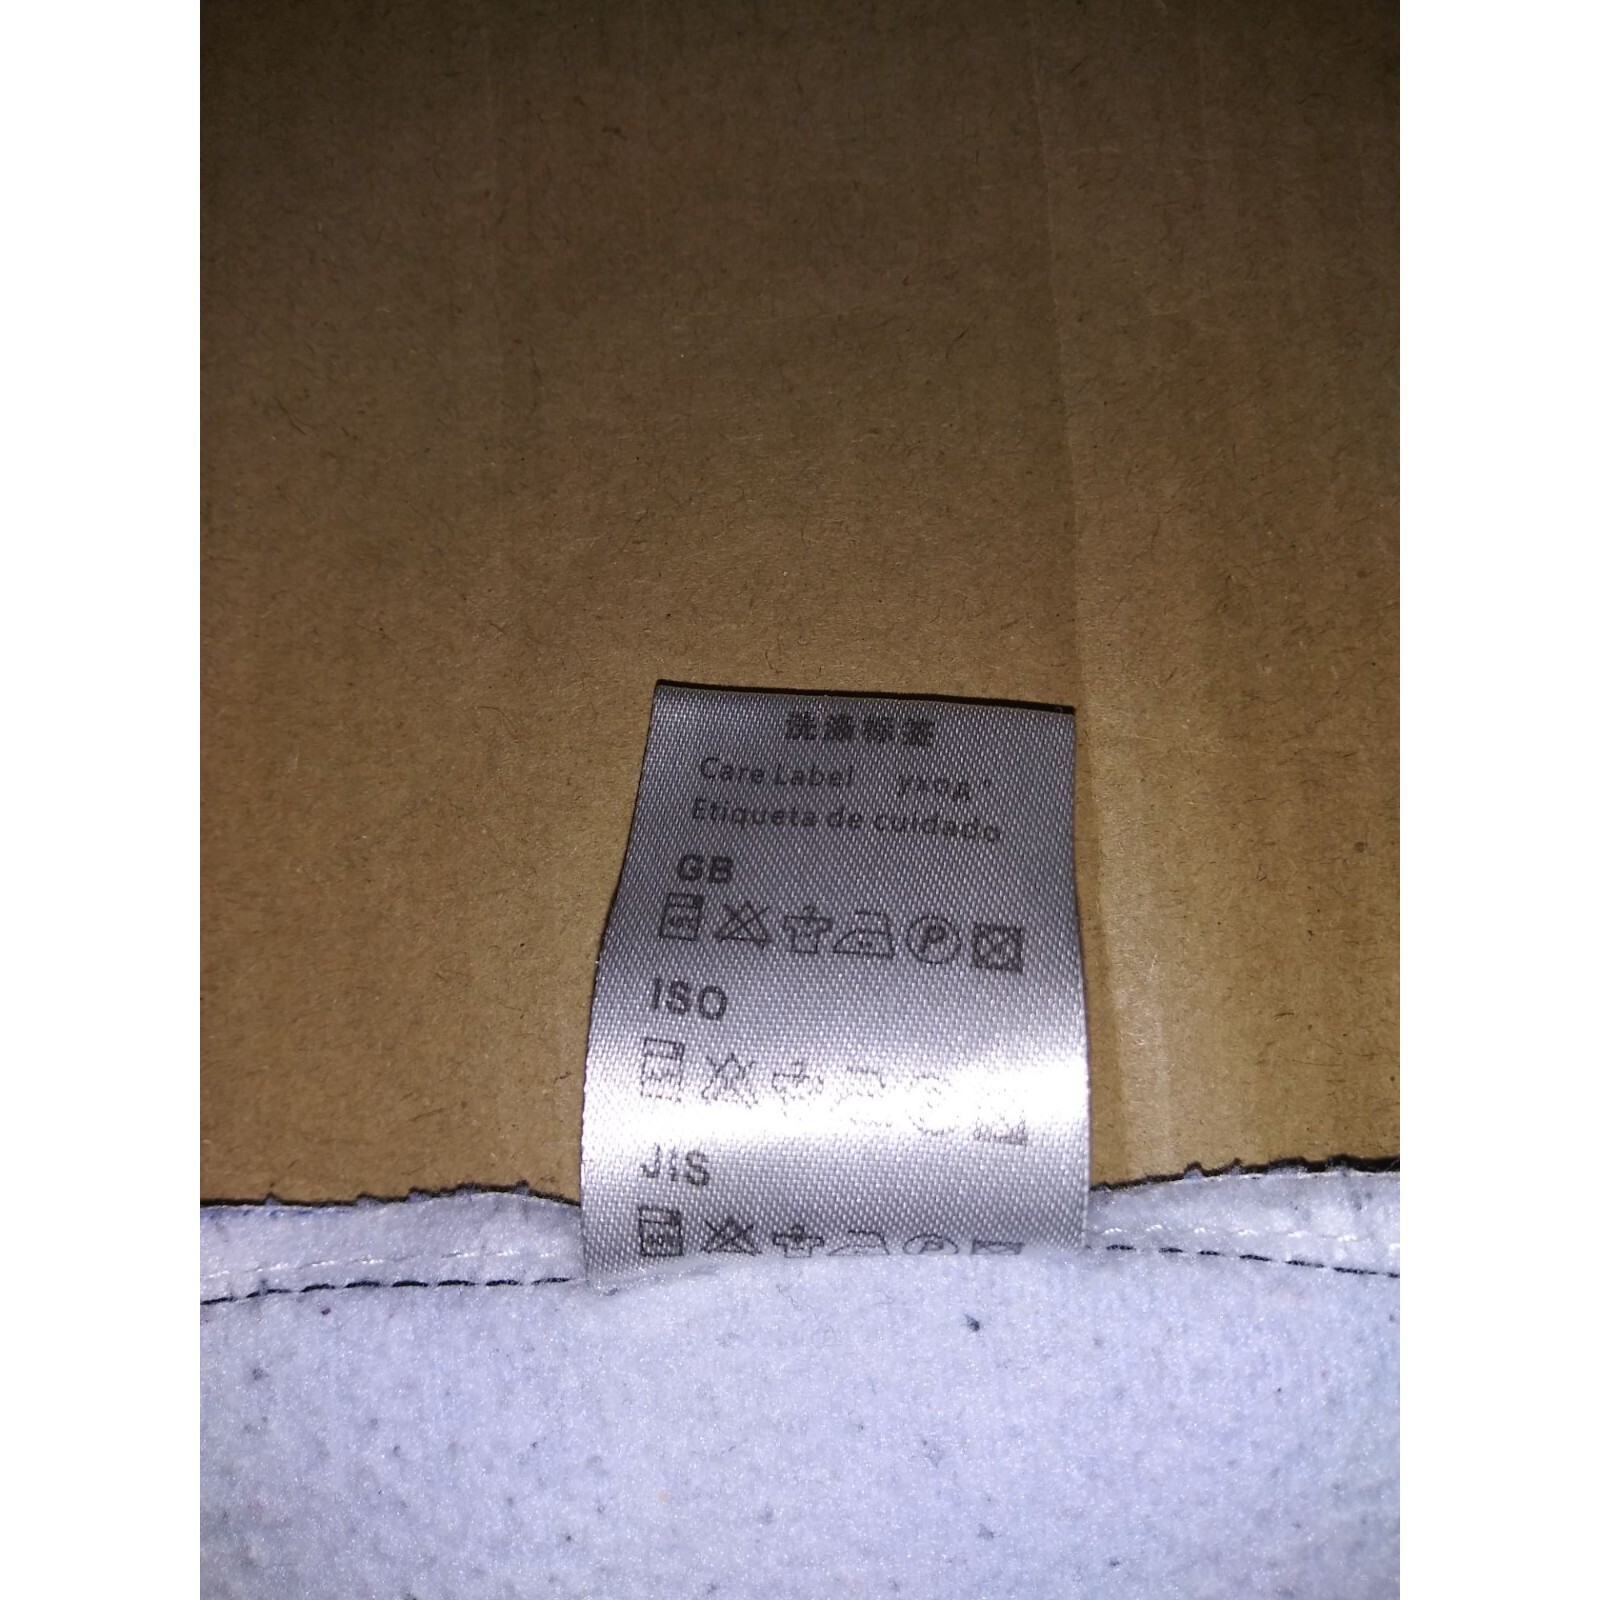 洗涤标签
Care Label
Etiqueta de cuidado
GB
P
ISO
JIS
P